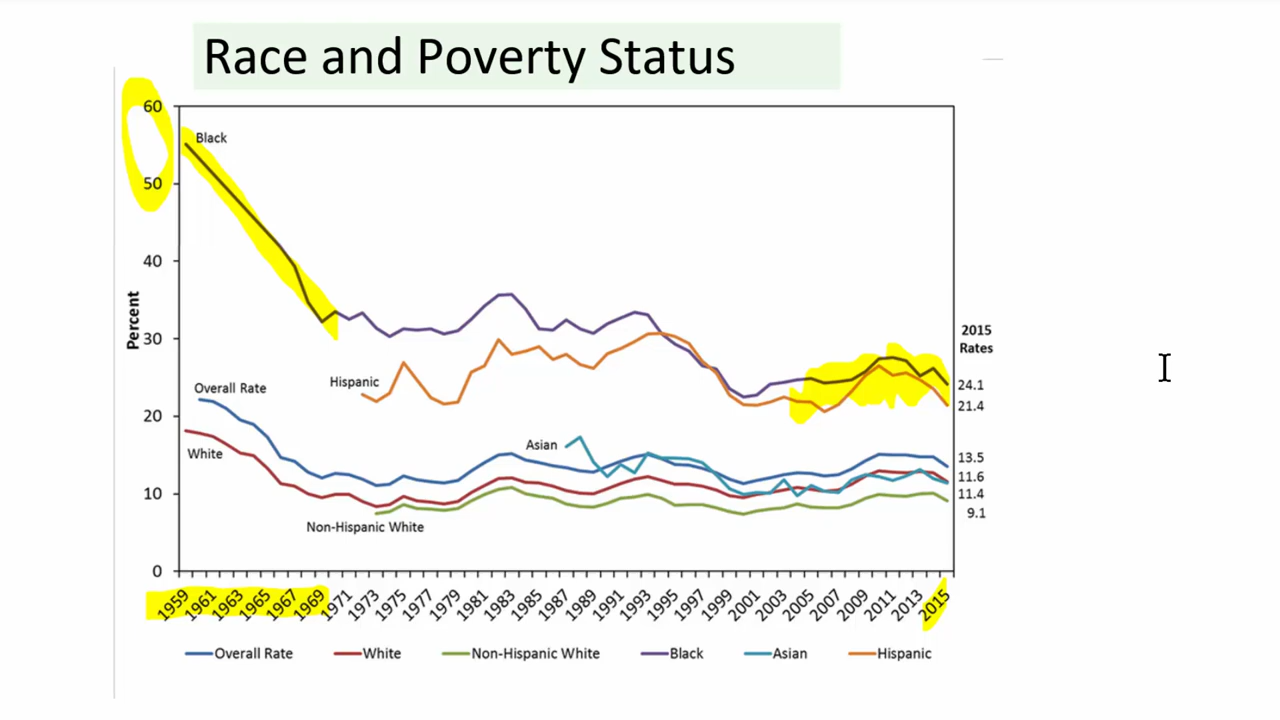 Race and Poverty Status
60
50
40
30
20
10
0
Percent
Black
Hispanic
Overall Rate
White
Asian
Non-Hispanic White
2015
Rates
24.1
21.4
13.5
11.6
11.4
9.1
1959 1961 1963 1965 1967 1969 1971 1973 1975 1977 1979 1981 1983 1985 1987 1989 1991 1993 1995 1997 1999 2001 2003 2005 2007 2009 2011 2013 2015
Overall Rate White Non-Hispanic White Black Asian Hispanic